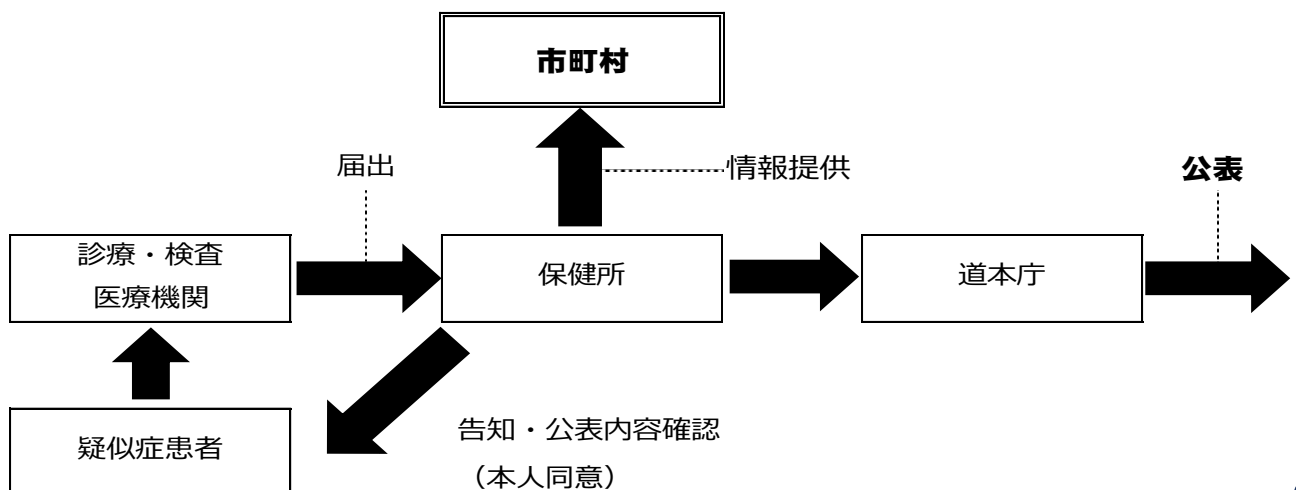 市町村
届出
情報提供
公表
診療・検査
医療機関
保健所
道本庁
疑似症患者
告知・公表内容確認
（本人同意）